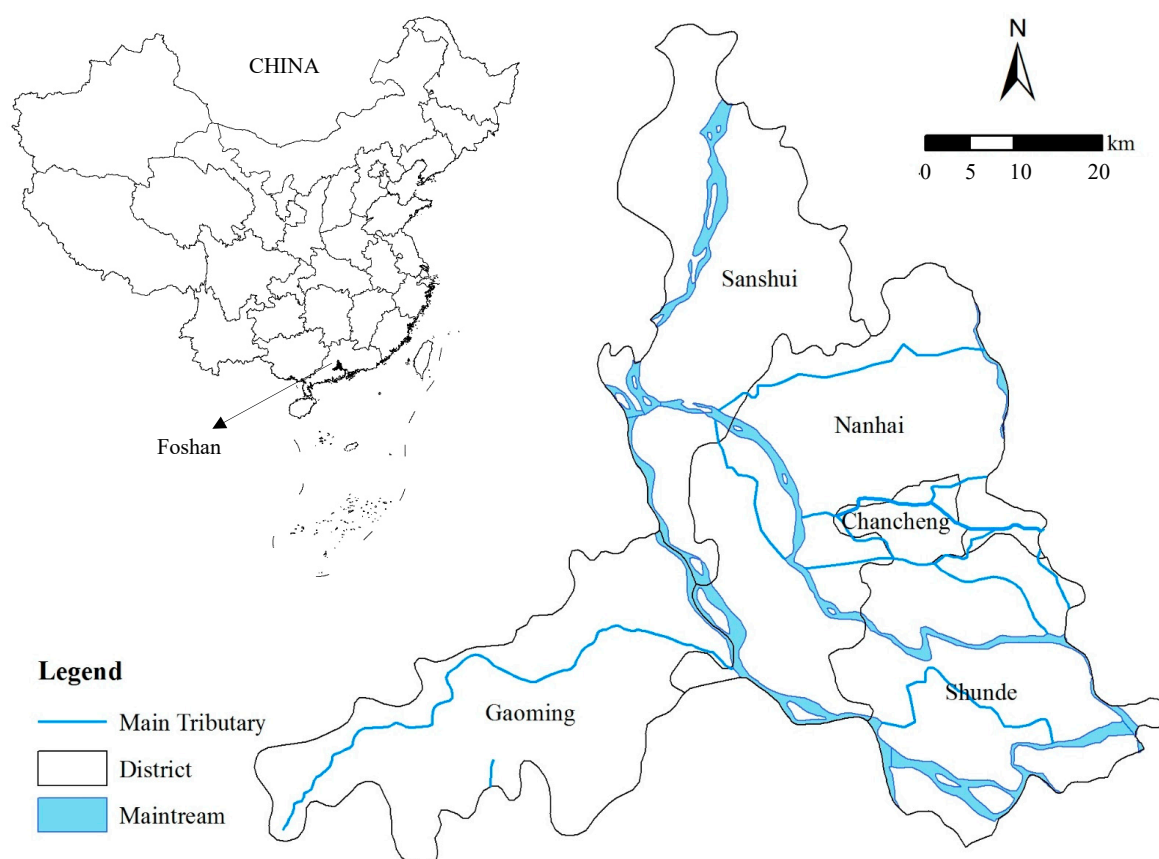 CHINA
Foshan
N
0 5 10 20 km
Sanshui
Nanhai
Chancheng
Shunde
Gaoming
Legend
Main Tributary
District
Maintream